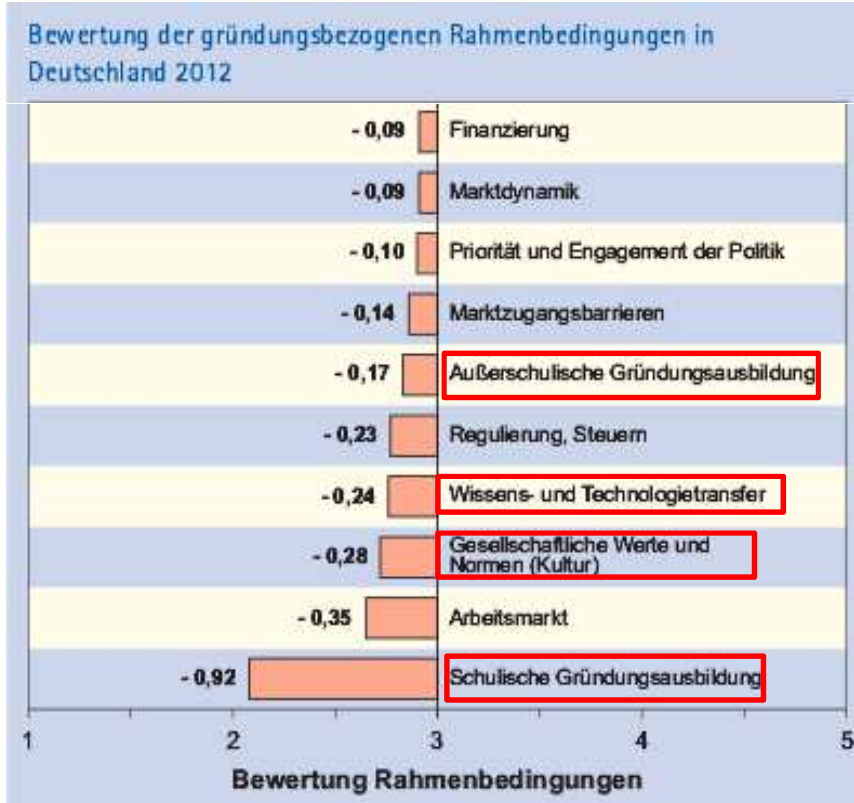 Bewertung der gründungsbezogenen Rahmenbedingungen in
Deutschland 2012
- 0,09 Finanzierung
- 0,09 Marktdynamik
- 0,10 Priorität und Engagement der Politik
- 0,14 Marktzugangsbarrieren
- 0,17 Außerschulische Gründungsausbildung
- 0,23 Regulierung, Steuern
-0,24 Wissens- und Technologietransfer
- 0,28 Gesellschaftliche Werte und
Normen (Kultur)
- 0,35 Arbeitsmarkt
- 0,92 Schulische Gründungsausbildung
1 2 3 4 5
Bewertung Rahmenbedingungen